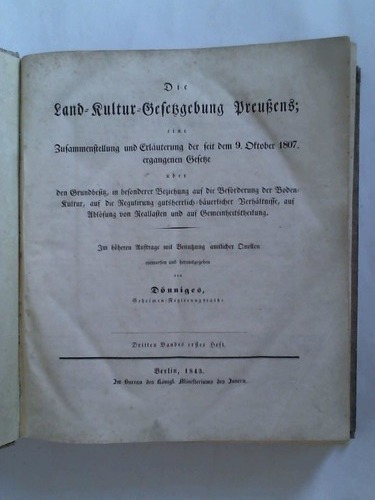 Die
Land-Kultur-Gesetzgebung Preußens;
eine
Zusammenstellung und Erläuterung der seit dem 9. Oktober 1807.
ergangenen Gesetze
über
den Grundbesitz, in besonderer Beziehung auf die Beförderung der Boden-
Kultur, auf die Regulirung gutsherrlich-bäuerlicher Verhältnisse, auf
Ablösung von Reallasten und auf Gemeinheitstheilung.
Im höheren Auftrage mit Benutzung amtlicher Quellen
entworfen und herausgegeben
von
Dönniges,
Geheimen-Regierungsrathe.
Dritten Bandes erstes Heft.
Berlin, 1843.
Im Bureau des Königl. Ministeriums des Innern.